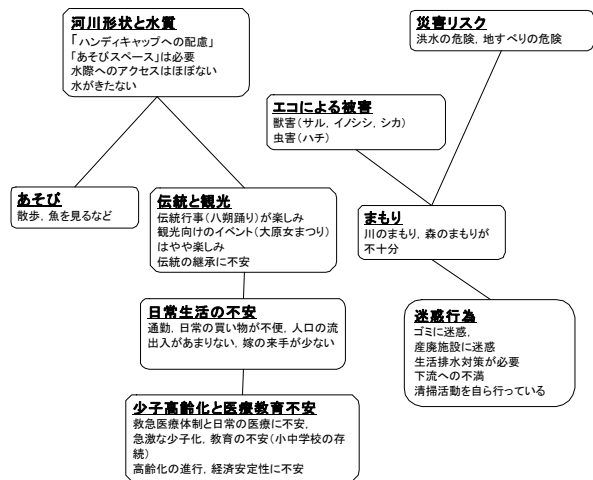 河川形状と水質
「ハンディキャップへの配慮」
「あそびスペース」は必要
水際へのアクセスはほぼない
水がきたない
災害リスク
洪水の危険，地すべりの危険
エコによる被害
獣害（サル，イノシシ，シカ）
虫害（ハチ）
あそび
散歩，魚を見るなど
伝統と観光
伝統行事（八朔踊り）が楽しみ
観光向けのイベント（大原女まつり）
はやや楽しみ
伝統の継承に不安
まもり
川のまもり，森のまもりが
不十分
日常生活の不安
通勤，日常の買い物が不便，人口の流
出入があまりない，嫁の来手が少ない
迷惑行為
ゴミに迷惑，
産廃施設に迷惑
生活排水対策が必要
下流への不満
清掃活動を自ら行っている
少子高齢化と医療教育不安
救急医療体制と日常の医療に不安，
急激な少子化，教育の不安（小中学校の存
続）
高齢化の進行，経済安定性に不安